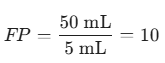 FP = 50 mL / 5 mL = 10